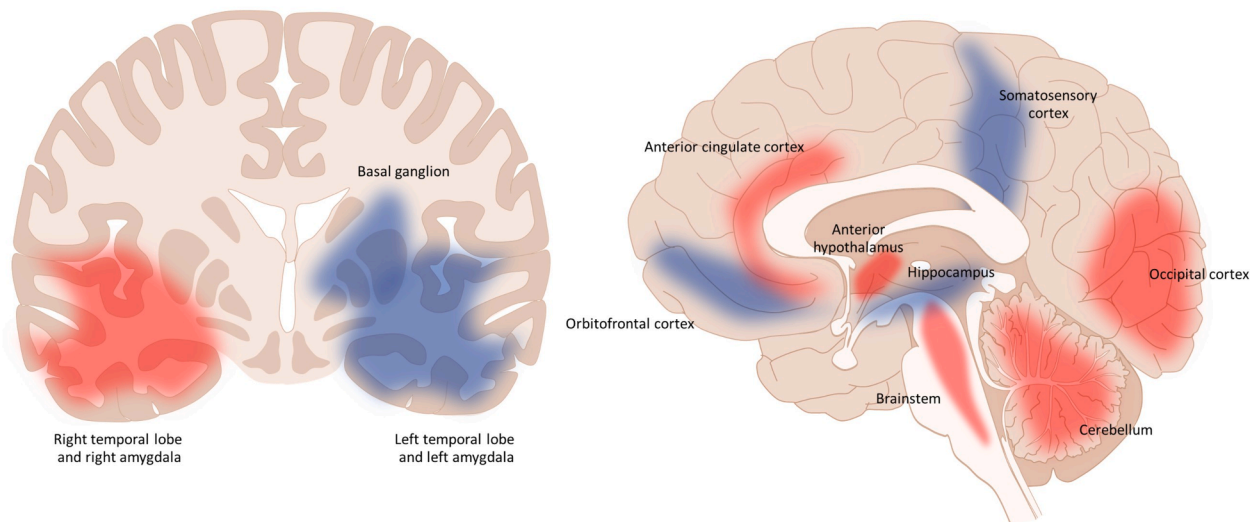 Basal ganglion
Right temporal lobe
and right amygdala
Left temporal lobe
and left amygdala
Somatosensory
cortex
Anterior cingulate cortex
Anterior
hypothalamus
Hippocampus
Occipital cortex
Orbitofrontal cortex
Brainstem
Cerebellum